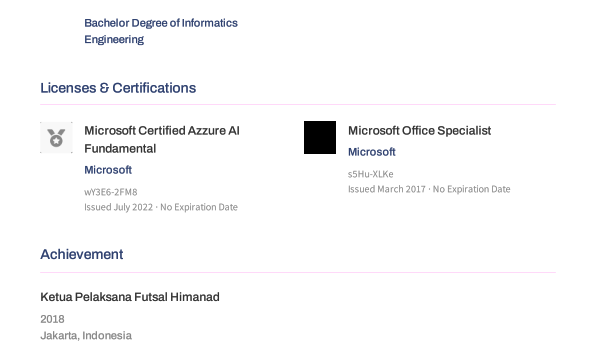 Bachelor Degree of Informatics
Engineering
Licenses & Certifications
Microsoft Certified Azzure AI
Fundamental
Microsoft
wY3E6-2FM8
Issued July 2022 · No Expiration Date
Microsoft Office Specialist
Microsoft
s5Hu-XLKe
Issued March 2017 · No Expiration Date
Achievement
Ketua Pelaksana Futsal Himanad
2018
Jakarta, Indonesia